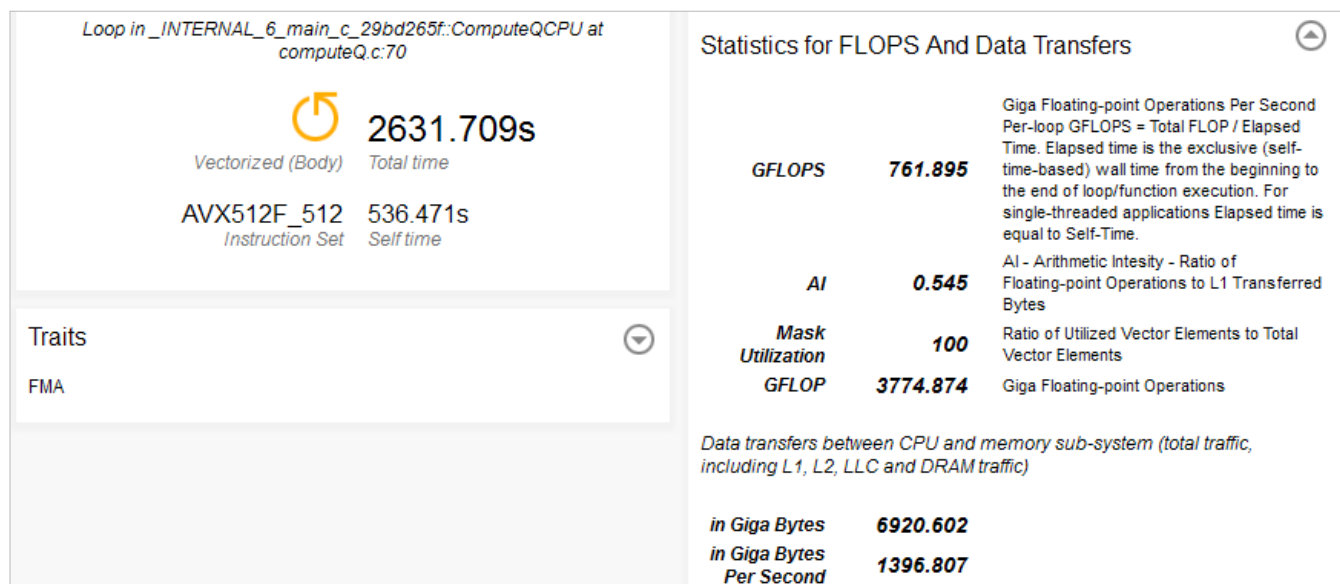 Loop in _INTERNAL_6_main_c_29bd265f::ComputeQCPU at
computeQ.c:70
2631.709s
Vectorized (Body) Total time
AVX512F_512 536.471s
Instruction Set Self time
Traits
FMA
Statistics for FLOPS And Data Transfers
Giga Floating-point Operations Per Second
Per-loop GFLOPS = Total FLOP / Elapsed
Time. Elapsed time is the exclusive (self-
GFLOPS 761.895 time-based) wall time from the beginning to
the end of loop/function execution. For
single-threaded applications Elapsed time is
equal to Self-Time.
AI - Arithmetic Intesity - Ratio of
AI 0.545 Floating-point Operations to L1 Transferred
Bytes
Mask
Utilization 100 Ratio of Utilized Vector Elements to Total
Vector Elements
GFLOP 3774.874 Giga Floating-point Operations
Data transfers between CPU and memory sub-system (total traffic,
including L1, L2, LLC and DRAM traffic)
in Giga Bytes 6920.602
in Giga Bytes
Per Second 1396.807